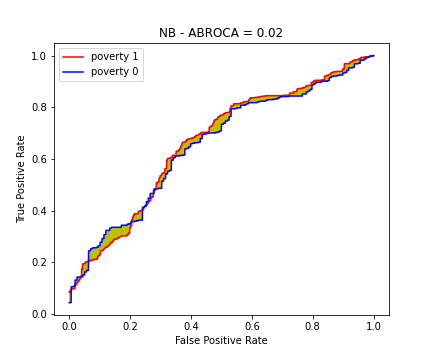 NB - ABROCA = 0.02
poverty 1
poverty 0
True Positive Rate
1.0
0.8
0.6
0.4
0.2
0.0
0.0 0.2 0.4 0.6 0.8 1.0
False Positive Rate